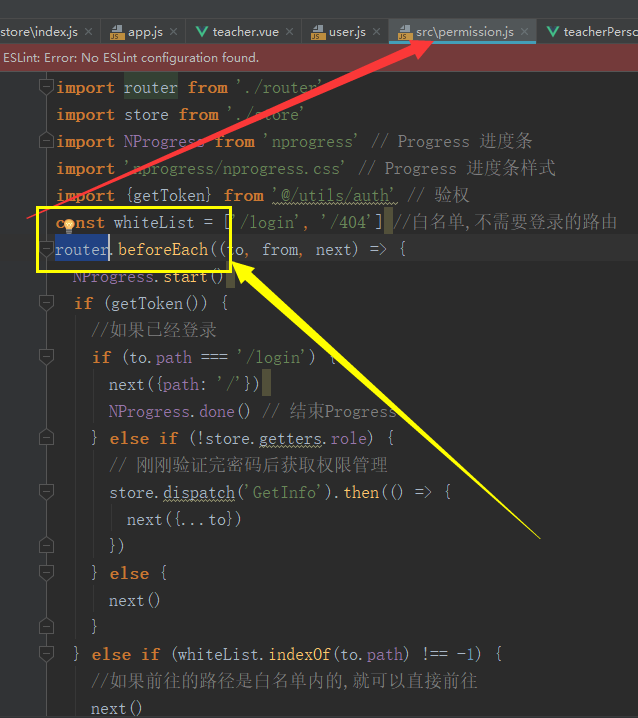 store\index.js × app.js × teacher.vue × user.js × src\permission.js × teacherPerso
ESLint: Error: No ESLint configuration found.
import router from './router'
import store from './store'
import NProgress from 'nprogress' // Progress 进度条
import 'nprogress/nprogress.css' // Progress 进度条样式
import {getToken} from '@/utils/auth' // 验权
const whiteList = ['/login', '/404'] //白名单,不需要登录的路由
router.beforeEach((to, from, next) => {
NProgress.start()
if (getToken()) {
//如果已经登录
if (to.path === '/login') {
next({path: '/'})
NProgress.done() // 结束Progress
} else if (!store.getters.role) {
// 刚刚验证完密码后获取权限管理
store.dispatch('GetInfo').then(() => {
next({...to})
})
} else {
next()
}
} else if (whiteList.indexOf(to.path) !== -1) {
//如果前往的路径是白名单内的,就可以直接前往
next()